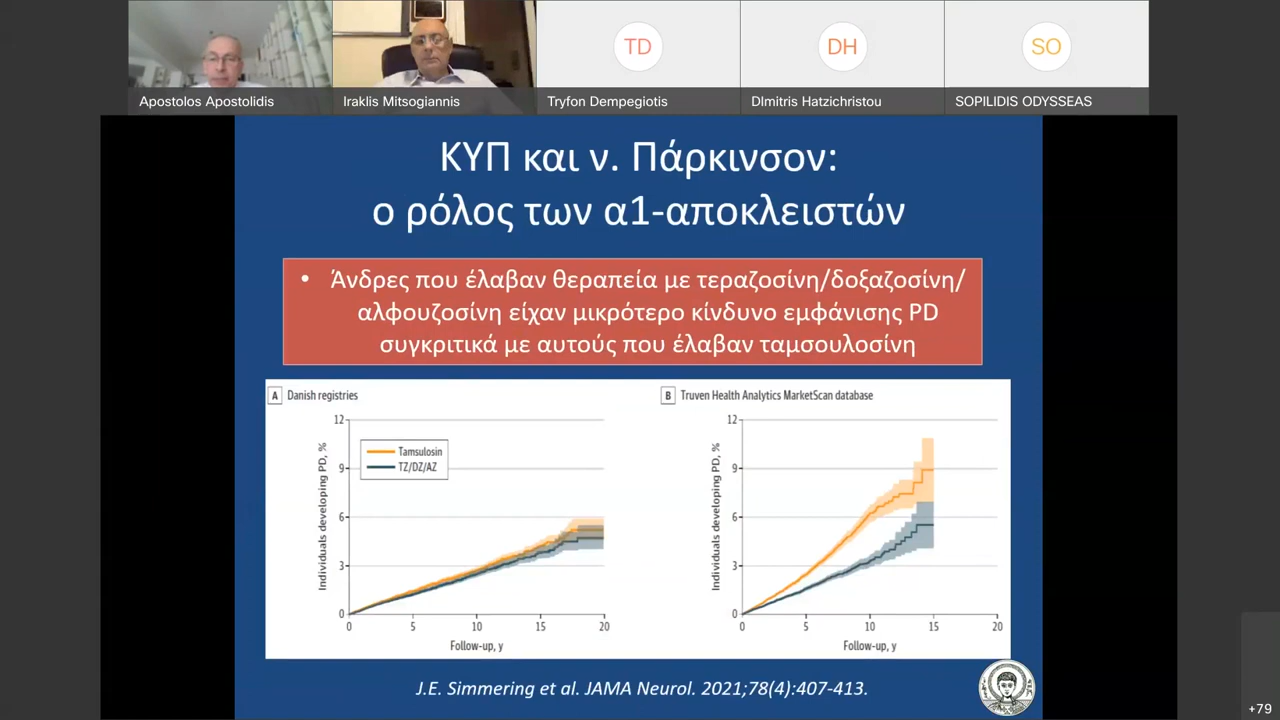 TD
DH
SO
Apostolos Apostolidis
Iraklis Mitsogiannis
Tryfon Dempegiotis
DImitris Hatzichristou
SOPILIDIS ODYSSEAS
ΚΥΠ και ν. Πάρκινσον:
ο ρόλος των α1-αποκλειστών
• Άνδρες που έλαβαν θεραπεία με τεραζοσίνη/δοξαζοσίνη/
αλφουζοσίνη είχαν μικρότερο κίνδυνο εμφάνισης PD
συγκριτικά με αυτούς που έλαβαν ταμσουλοσίνη
A Danish registries
12
9
6
3
0
Individuals developing PD, %
Tamsulosin
TZ/DZ/AZ
0 5 10 15 20
Follow-up, y
B Truven Health Analytics MarketScan database
12
9
6
3
0
Individuals developing PD, %
0 5 10 15 20
Follow-up, y
J.E. Simmering et al. JAMA Neurol. 2021;78(4):407-413.
+79